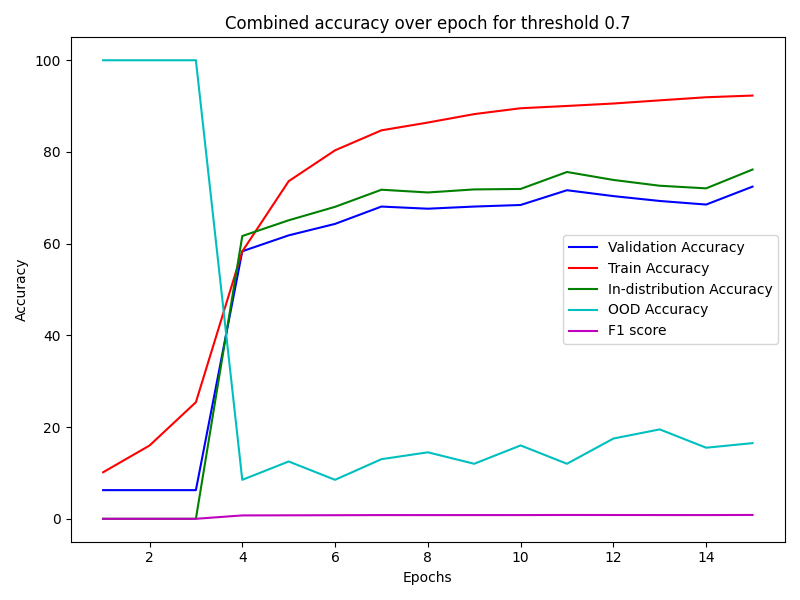 Combined accuracy over epoch for threshold 0.7
Accuracy
100
80
60
40
20
0
Validation Accuracy
Train Accuracy
In-distribution Accuracy
OOD Accuracy
F1 score
2 4 6 8 10 12 14
Epochs